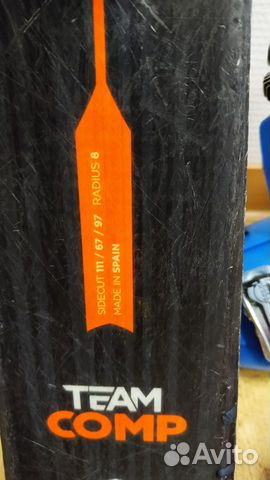 SIDECUT 111 / 67 / 97 RADIUS 8
MADE IN SPAIN
TEAM
COMP
Avito